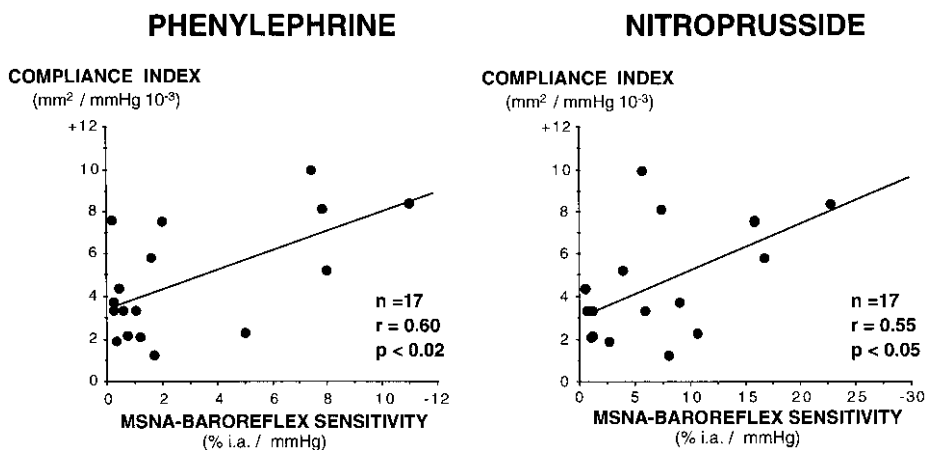 PHENYLEPHRINE
COMPLIANCE INDEX
(mm² / mmHg 10⁻³)
+12
10
8
6
4
2
0
n =17
r = 0.60
p < 0.02
0 2 4 6 8 10 -12
MSNA-BAROREFLEX SENSITIVITY
(% i.a. / mmHg)
NITROPRUSSIDE
COMPLIANCE INDEX
(mm² / mmHg 10⁻³)
+12
10
8
6
4
2
0
n =17
r = 0.55
p < 0.05
0 5 10 15 20 25 -30
MSNA-BAROREFLEX SENSITIVITY
(% i.a. / mmHg)